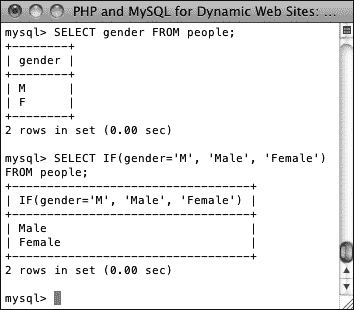 PHP and MySQL for Dynamic Web Sites: ...
mysql> SELECT gender FROM people;
+--------+
| gender |
+--------+
| M      |
| F      |
+--------+
2 rows in set (0.00 sec)

mysql> SELECT IF(gender='M', 'Male', 'Female')
FROM people;
+----------------------------------+
| IF(gender='M', 'Male', 'Female') |
+----------------------------------+
| Male                             |
| Female                           |
+----------------------------------+
2 rows in set (0.00 sec)

mysql>